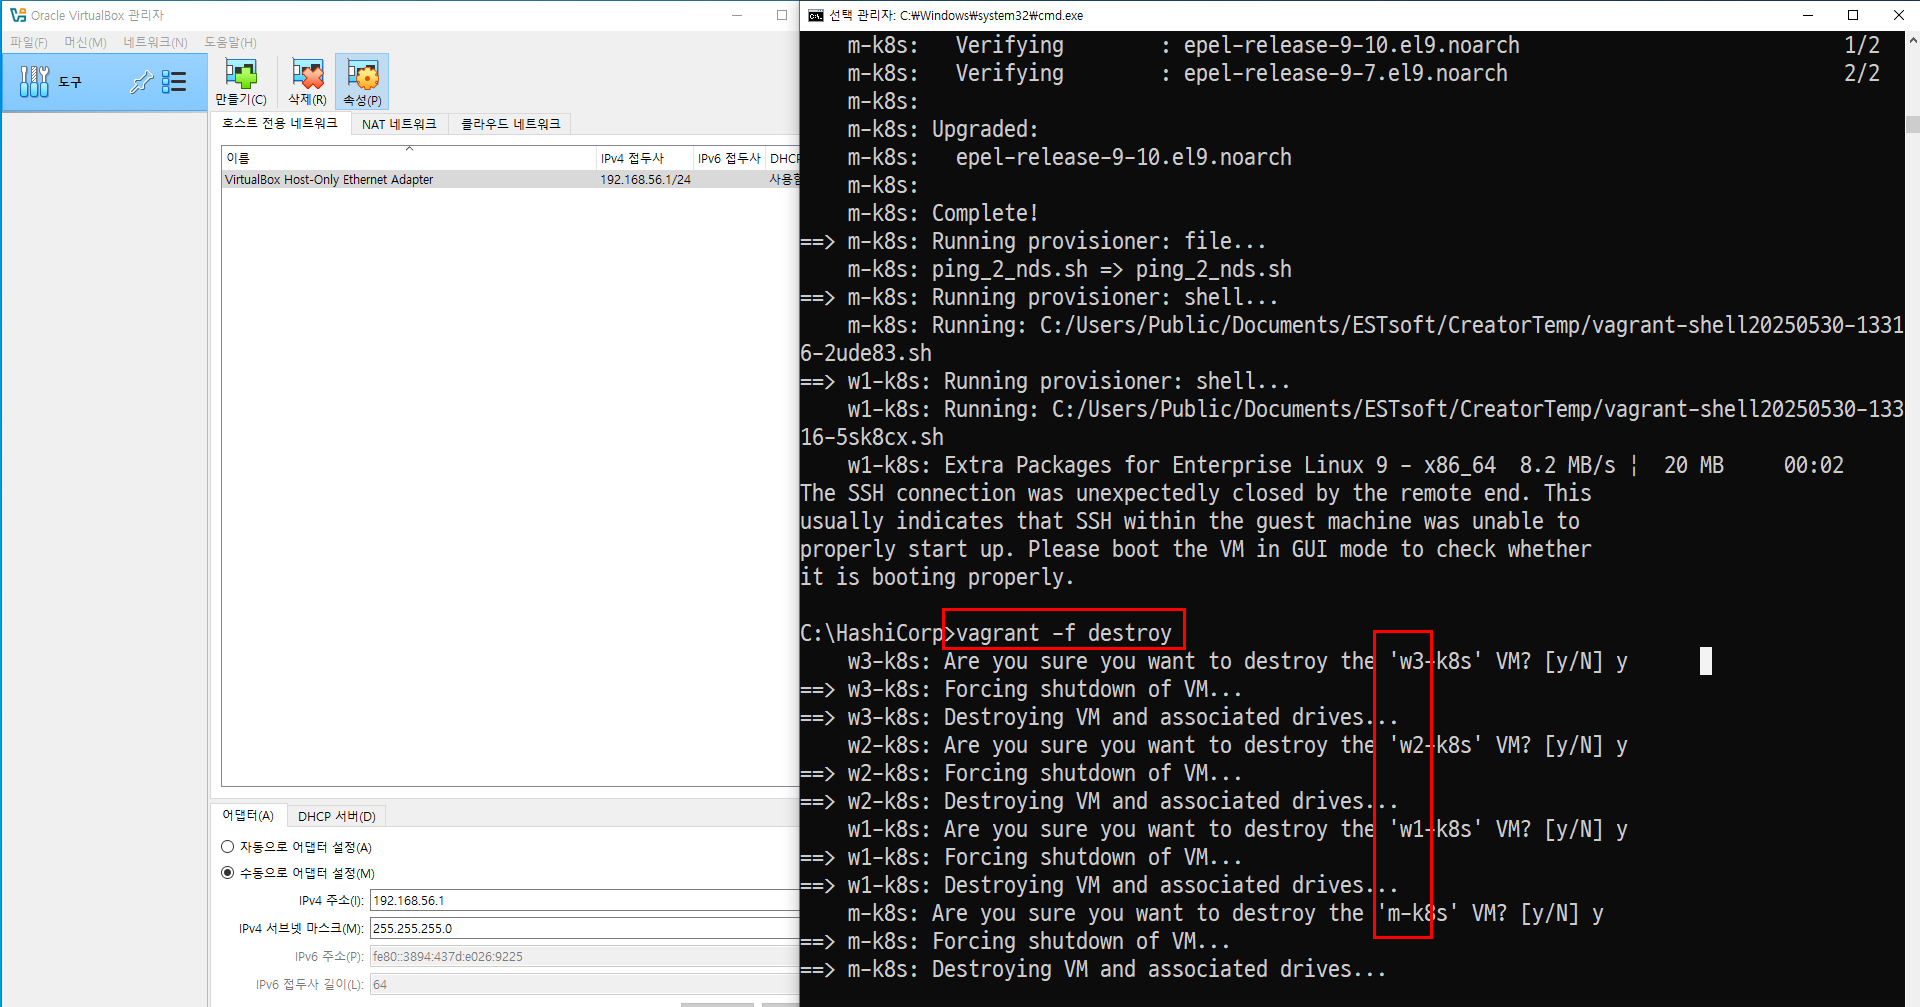 Oracle VirtualBox 관리자
파일(F) 머신(M) 네트워크(N) 도움말(H)
도구
만들기(C) 삭제(R) 속성(P)
호스트 전용 네트워크 NAT 네트워크 클라우드 네트워크
이름 IPv4 접두사 IPv6 접두사 DHCP
VirtualBox Host-Only Ethernet Adapter 192.168.56.1/24 사용함
어댑터(A) DHCP 서버(D)
자동으로 어댑터 설정(A)
수동으로 어댑터 설정(M)
IPv4 주소(I): 192.168.56.1
IPv4 서브넷 마스크(M): 255.255.255.0
IPv6 주소(P): fe80::3894:437d:e026:9225
IPv6 접두사 길이(L): 64
선택 관리자: C:\Windows\system32\cmd.exe
m-k8s: Verifying : epel-release-9-10.el9.noarch 1/2
m-k8s: Verifying : epel-release-9-7.el9.noarch 2/2
m-k8s:
m-k8s: Upgraded:
m-k8s: epel-release-9-10.el9.noarch
m-k8s:
m-k8s: Complete!
==> m-k8s: Running provisioner: file...
m-k8s: ping_2_nds.sh => ping_2_nds.sh
==> m-k8s: Running provisioner: shell...
m-k8s: Running: C:/Users/Public/Documents/ESTsoft/CreatorTemp/vagrant-shell20250530-1331
6-2ude83.sh
==> w1-k8s: Running provisioner: shell...
w1-k8s: Running: C:/Users/Public/Documents/ESTsoft/CreatorTemp/vagrant-shell20250530-133
16-5sk8cx.sh
w1-k8s: Extra Packages for Enterprise Linux 9 - x86_64 8.2 MB/s ¦ 20 MB 00:02
The SSH connection was unexpectedly closed by the remote end. This
usually indicates that SSH within the guest machine was unable to
properly start up. Please boot the VM in GUI mode to check whether
it is booting properly.
C:\HashiCorp>vagrant -f destroy
w3-k8s: Are you sure you want to destroy the 'w3-k8s' VM? [y/N] y
==> w3-k8s: Forcing shutdown of VM...
==> w3-k8s: Destroying VM and associated drives...
w2-k8s: Are you sure you want to destroy the 'w2-k8s' VM? [y/N] y
==> w2-k8s: Forcing shutdown of VM...
==> w2-k8s: Destroying VM and associated drives...
w1-k8s: Are you sure you want to destroy the 'w1-k8s' VM? [y/N] y
==> w1-k8s: Forcing shutdown of VM...
==> w1-k8s: Destroying VM and associated drives...
m-k8s: Are you sure you want to destroy the 'm-k8s' VM? [y/N] y
==> m-k8s: Forcing shutdown of VM...
==> m-k8s: Destroying VM and associated drives...